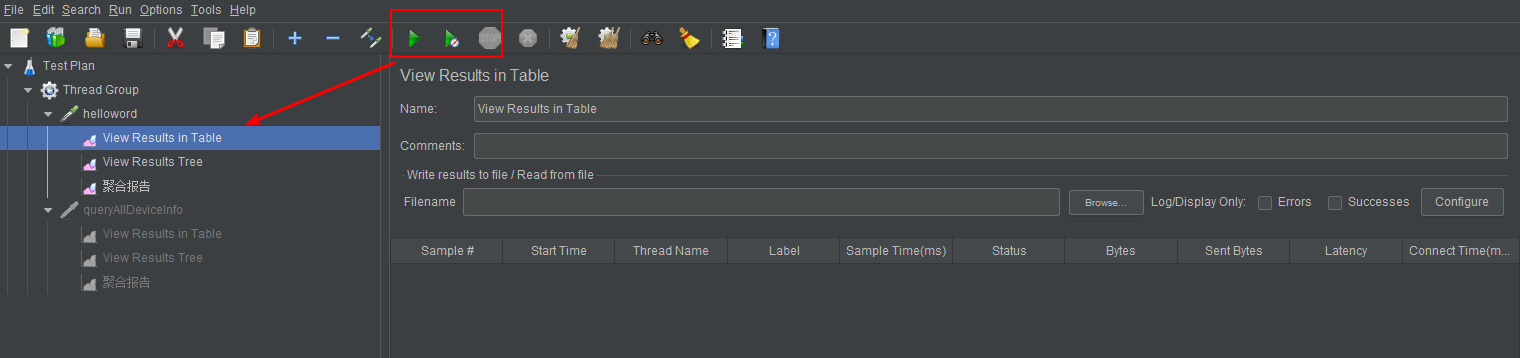 File Edit Search Run Options Tools Help
STOP
Test Plan
Thread Group
helloword
View Results in Table
View Results Tree
聚合报告
queryAllDeviceInfo
View Results in Table
View Results Tree
聚合报告
View Results in Table
Name: View Results in Table
Comments:
Write results to file / Read from file
Filename Browse... Log/Display Only: Errors Successes Configure
Sample # Start Time Thread Name Label Sample Time(ms) Status Bytes Sent Bytes Latency Connect Time(m...